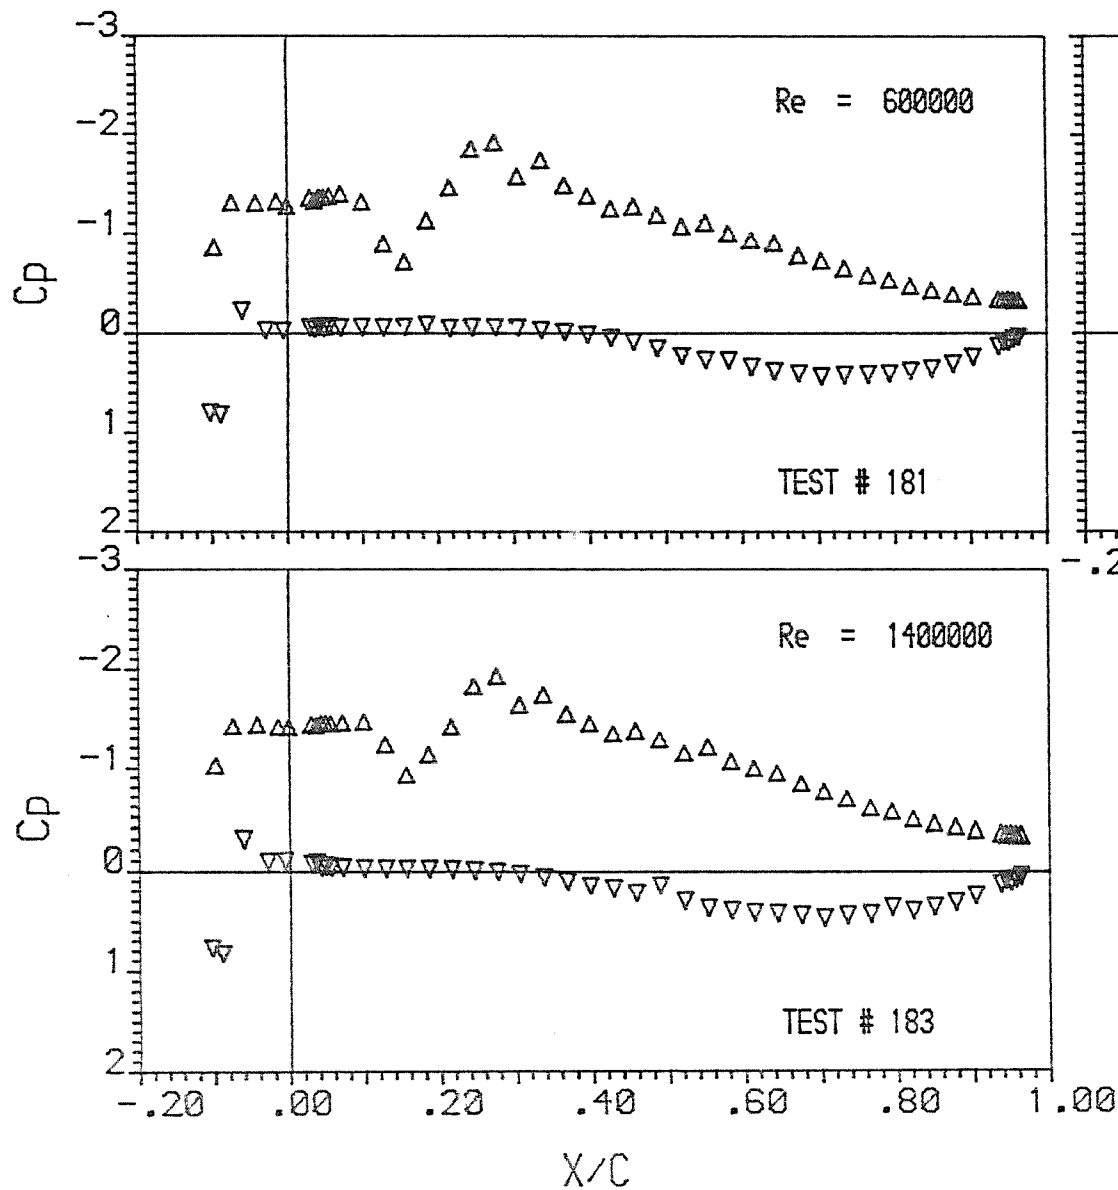 -3
-2
-1
0
1
2
Cp
Re = 600000
TEST # 181
-3
-2
-1
0
1
2
Cp
Re = 1400000
TEST # 183
-.2
-.20 .00 .20 .40 .60 .80 1.00
X/C